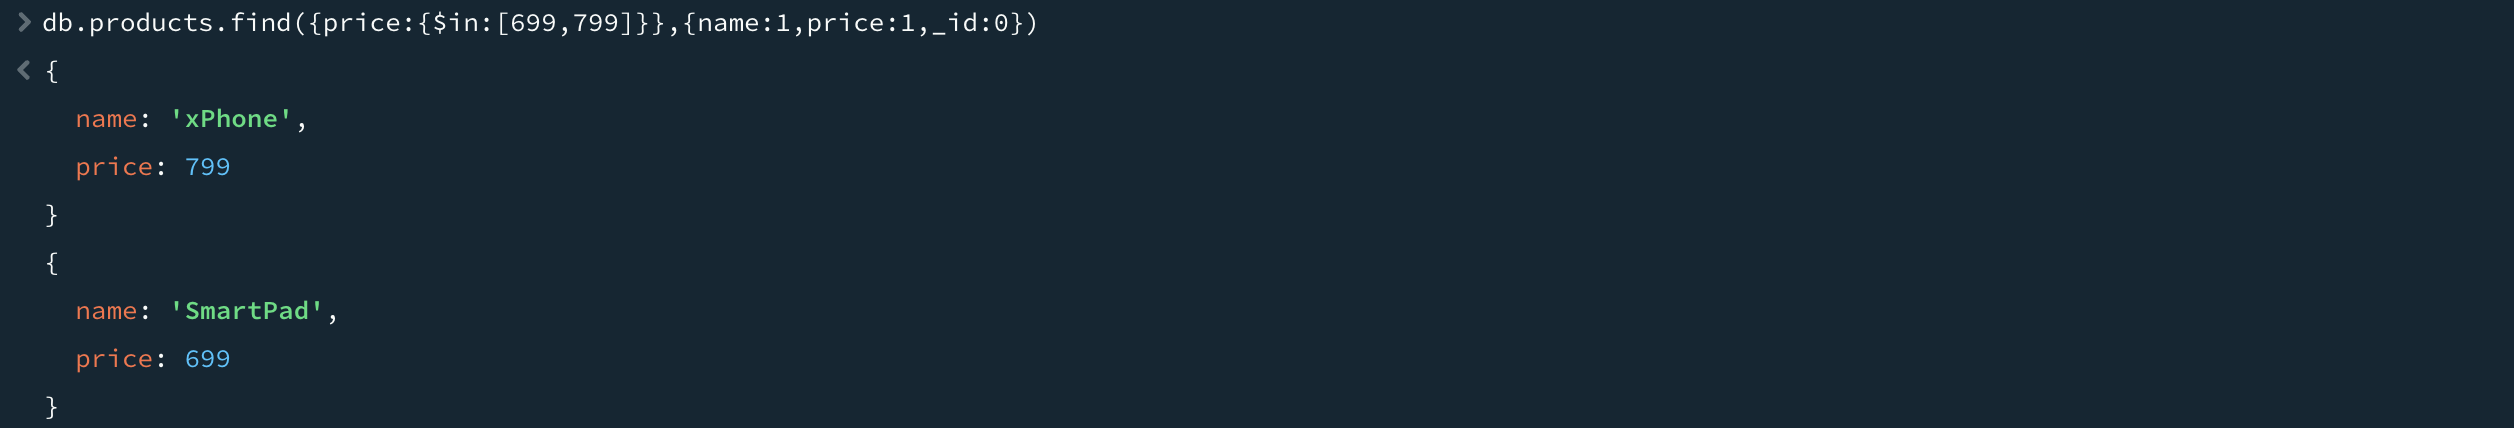 db.products.find({price:{$in:[699,799]}},{name:1,price:1,_id:0})
{
name: 'xPhone',
price: 799
}
{
name: 'SmartPad',
price: 699
}